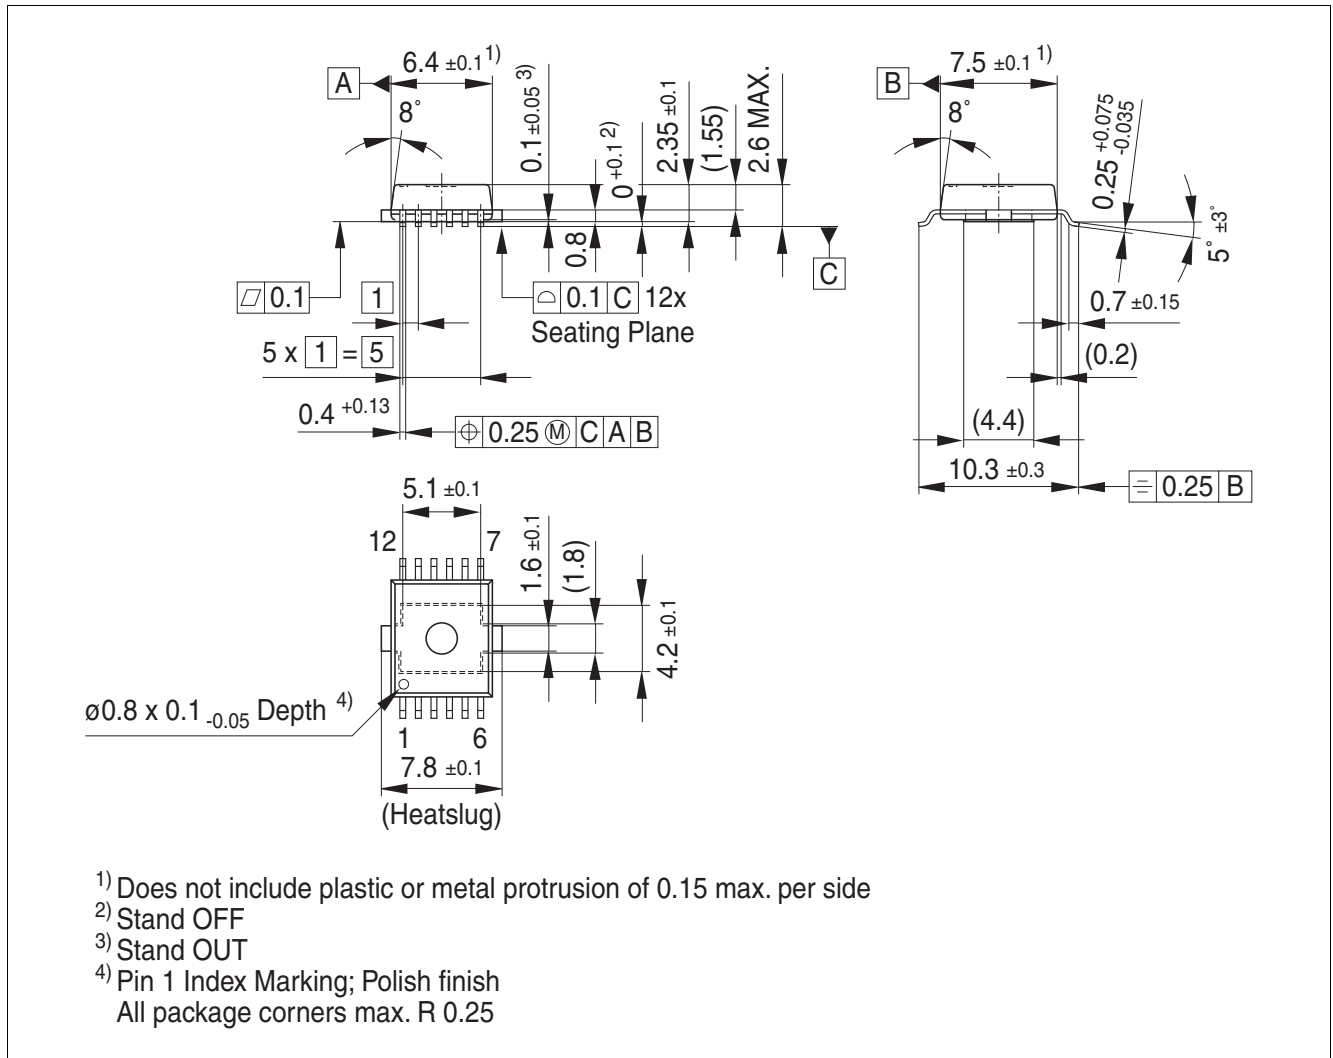 6.4 ±0.1 1)
A
8°
0.1 ±0.05 3)
0 +0.1 2)
2.35 ±0.1
(1.55)
2.6 MAX.
0.8
C
0.1
1
0.1 C 12x
Seating Plane
5 x 1 = 5
0.4 +0.13
0.25 Ⓜ C A B
7.5 ±0.1 1)
B
8°
0.25 +0.075 -0.035
5° ±3°
0.7 ±0.15
(0.2)
(4.4)
10.3 ±0.3
0.25 B
5.1 ±0.1
12 7
1.6 ±0.1
(1.8)
4.2 ±0.1
ø0.8 x 0.1 -0.05 Depth 4)
1 6
7.8 ±0.1
(Heatslug)
1) Does not include plastic or metal protrusion of 0.15 max. per side
2) Stand OFF
3) Stand OUT
4) Pin 1 Index Marking; Polish finish
All package corners max. R 0.25